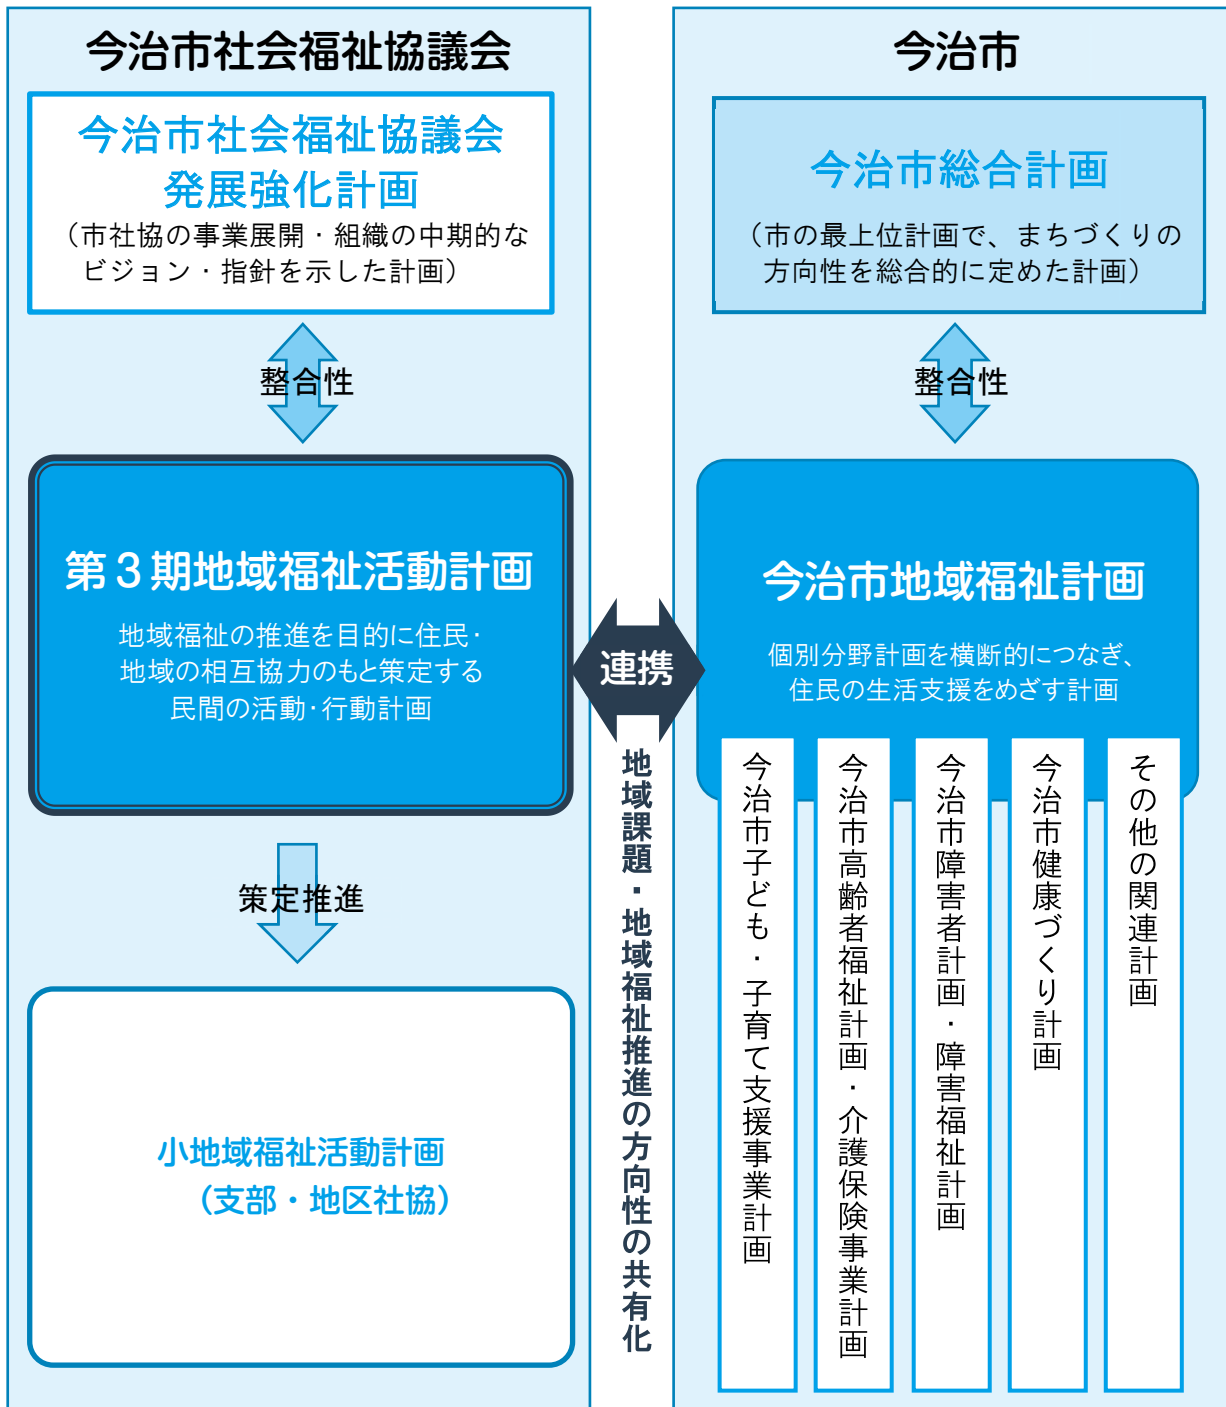 今治市社会福祉協議会
今治市社会福祉協議会
発展強化計画
（市社協の事業展開・組織の中期的な
ビジョン・指針を示した計画）
整合性
第３期地域福祉活動計画
地域福祉の推進を目的に住民・
地域の相互協力のもと策定する
民間の活動・行動計画
策定推進
小地域福祉活動計画
（支部・地区社協）
連携
地域課題・地域福祉推進の方向性の共有化
今治市
今治市総合計画
（市の最上位計画で、まちづくりの
方向性を総合的に定めた計画）
整合性
今治市地域福祉計画
個別分野計画を横断的につなぎ、
住民の生活支援をめざす計画
今治市子ども・子育て支援事業計画
今治市高齢者福祉計画・介護保険事業計画
今治市障害者計画・障害福祉計画
今治市健康づくり計画
その他の関連計画